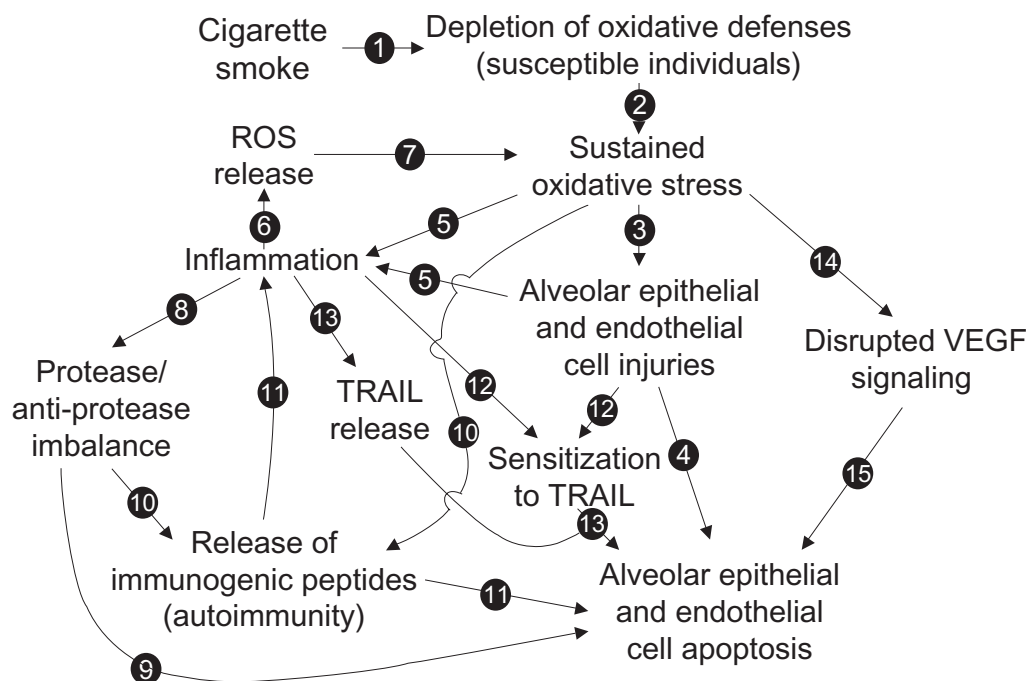 Cigarette
smoke
1
Depletion of oxidative defenses
(susceptible individuals)
2
ROS
release
7
Sustained
oxidative stress
6
5
3
14
Inflammation
5
Alveolar epithelial
and endothelial
cell injuries
8
13
Disrupted VEGF
signaling
Protease/
anti-protease
imbalance
11
TRAIL
release
12
12
10
4
15
Sensitization
to TRAIL
10
13
Release of
immunogenic peptides
(autoimmunity)
11
Alveolar epithelial
and endothelial
cell apoptosis
9